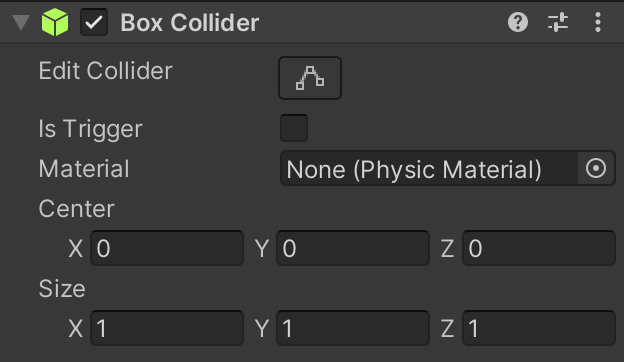 Box Collider
Edit Collider
Is Trigger
Material None (Physic Material)
Center
X 0 Y 0 Z 0
Size
X 1 Y 1 Z 1